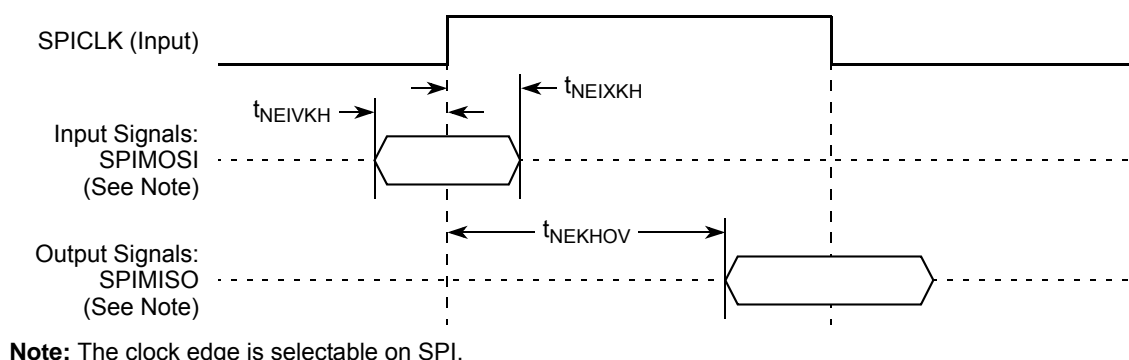 SPICLK (Input)
tNEIXKH
tNEIVKH
Input Signals:
SPIMOSI
(See Note)
tNEKHOV
Output Signals:
SPIMISO
(See Note)
Note: The clock edge is selectable on SPI.